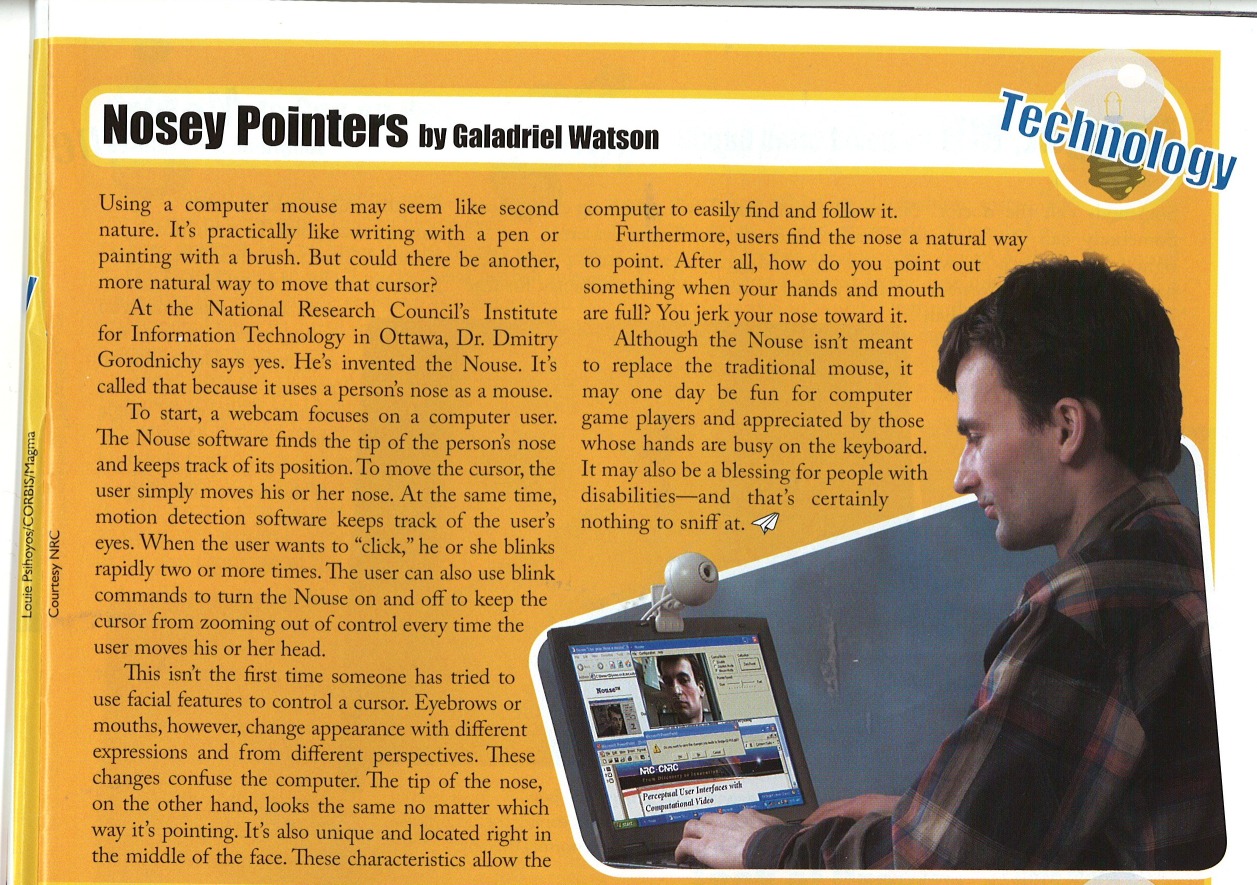 Nosey Pointers by Galadriel Watson
Technology
Using a computer mouse may seem like second
nature. It’s practically like writing with a pen or
painting with a brush. But could there be another,
more natural way to move that cursor?
At the National Research Council’s Institute
for Information Technology in Ottawa, Dr. Dmitry
Gorodnichy says yes. He’s invented the Nouse. It’s
called that because it uses a person’s nose as a mouse.
To start, a webcam focuses on a computer user.
The Nouse software finds the tip of the person’s nose
and keeps track of its position. To move the cursor, the
user simply moves his or her nose. At the same time,
motion detection software keeps track of the user’s
eyes. When the user wants to “click,” he or she blinks
rapidly two or more times. The user can also use blink
commands to turn the Nouse on and off to keep the
cursor from zooming out of control every time the
user moves his or her head.
This isn’t the first time someone has tried to
use facial features to control a cursor. Eyebrows or
mouths, however, change appearance with different
expressions and from different perspectives. These
changes confuse the computer. The tip of the nose,
on the other hand, looks the same no matter which
way it’s pointing. It’s also unique and located right in
the middle of the face. These characteristics allow the
computer to easily find and follow it.
Furthermore, users find the nose a natural way
to point. After all, how do you point out
something when your hands and mouth
are full? You jerk your nose toward it.
Although the Nouse isn’t meant
to replace the traditional mouse, it
may one day be fun for computer
game players and appreciated by those
whose hands are busy on the keyboard.
It may also be a blessing for people with
disabilities—and that’s certainly
nothing to sniff at.
Louie Psihoyos/CORBIS/Magma
Courtesy NRC
Nouse™
NRC·CNRC
From Discovery to Innovation
Perceptual User Interfaces with
Computational Video